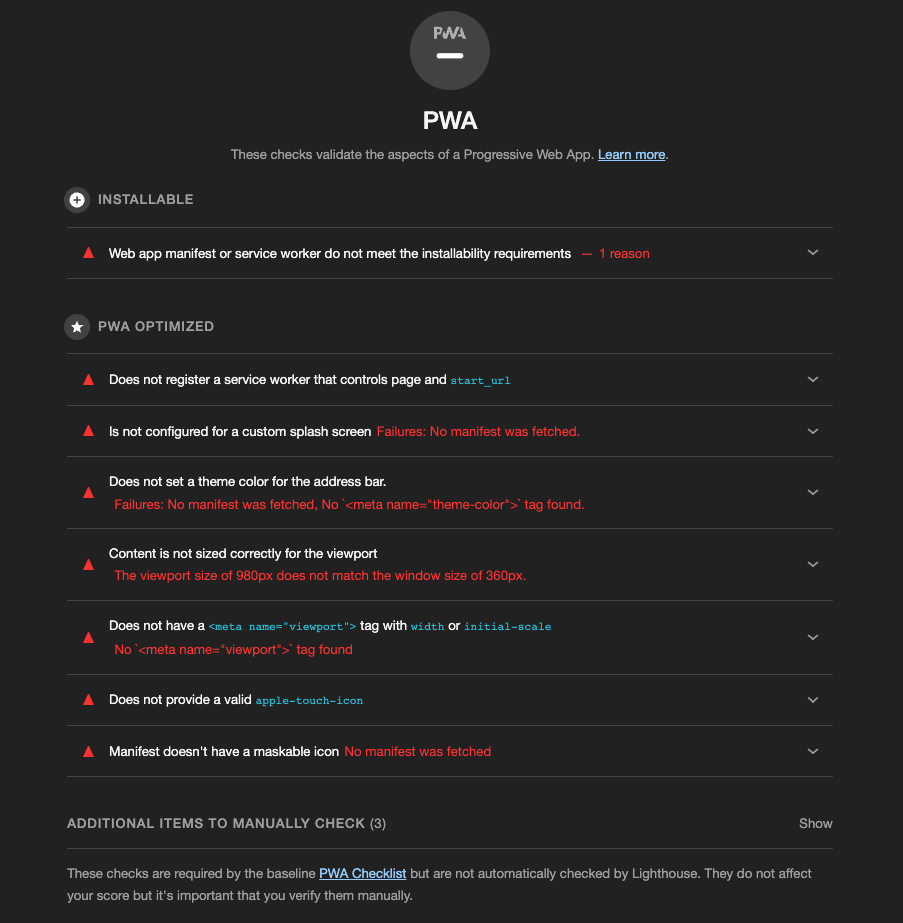 PWA
PWA
These checks validate the aspects of a Progressive Web App. Learn more.
INSTALLABLE
Web app manifest or service worker do not meet the installability requirements — 1 reason
PWA OPTIMIZED
Does not register a service worker that controls page and start_url
Is not configured for a custom splash screen Failures: No manifest was fetched.
Does not set a theme color for the address bar.
Failures: No manifest was fetched, No `<meta name="theme-color">` tag found.
Content is not sized correctly for the viewport
The viewport size of 980px does not match the window size of 360px.
Does not have a <meta name="viewport"> tag with width or initial-scale
No `<meta name="viewport">` tag found
Does not provide a valid apple-touch-icon
Manifest doesn't have a maskable icon No manifest was fetched
ADDITIONAL ITEMS TO MANUALLY CHECK (3) Show
These checks are required by the baseline PWA Checklist but are not automatically checked by Lighthouse. They do not affect
your score but it's important that you verify them manually.